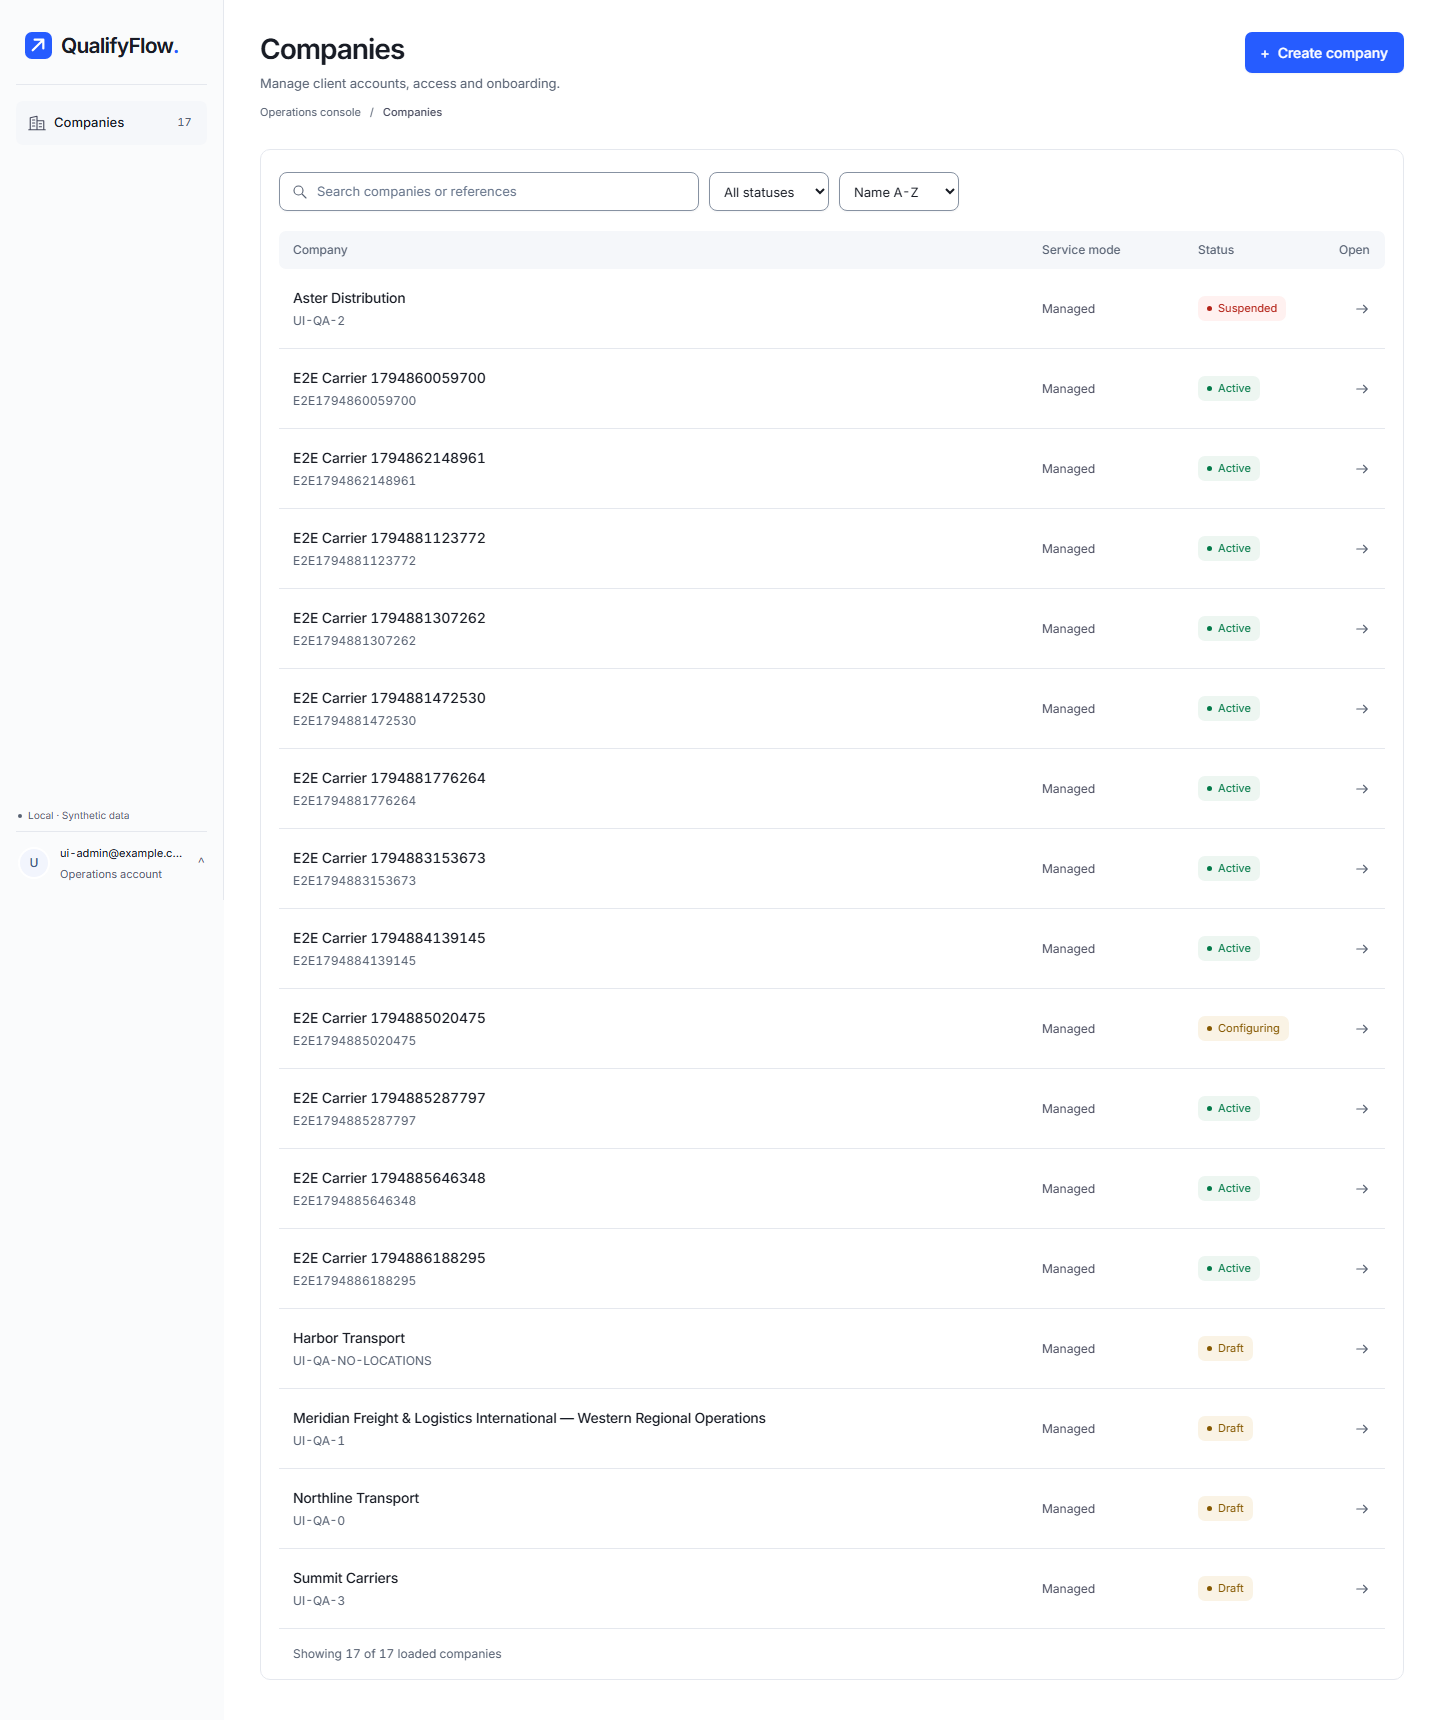 QualifyFlow.
Companies 17
Local · Synthetic data
U
ui-admin@example.c...
Operations account
Companies
Manage client accounts, access and onboarding.
Operations console / Companies
+ Create company
Search companies or references
All statuses
Name A-Z
Company Service mode Status Open
Aster Distribution
UI-QA-2
Managed Suspended →
E2E Carrier 1794860059700
E2E1794860059700
Managed Active →
E2E Carrier 1794862148961
E2E1794862148961
Managed Active →
E2E Carrier 1794881123772
E2E1794881123772
Managed Active →
E2E Carrier 1794881307262
E2E1794881307262
Managed Active →
E2E Carrier 1794881472530
E2E1794881472530
Managed Active →
E2E Carrier 1794881776264
E2E1794881776264
Managed Active →
E2E Carrier 1794883153673
E2E1794883153673
Managed Active →
E2E Carrier 1794884139145
E2E1794884139145
Managed Active →
E2E Carrier 1794885020475
E2E1794885020475
Managed Configuring →
E2E Carrier 1794885287797
E2E1794885287797
Managed Active →
E2E Carrier 1794885646348
E2E1794885646348
Managed Active →
E2E Carrier 1794886188295
E2E1794886188295
Managed Active →
Harbor Transport
UI-QA-NO-LOCATIONS
Managed Draft →
Meridian Freight & Logistics International — Western Regional Operations
UI-QA-1
Managed Draft →
Northline Transport
UI-QA-0
Managed Draft →
Summit Carriers
UI-QA-3
Managed Draft →
Showing 17 of 17 loaded companies